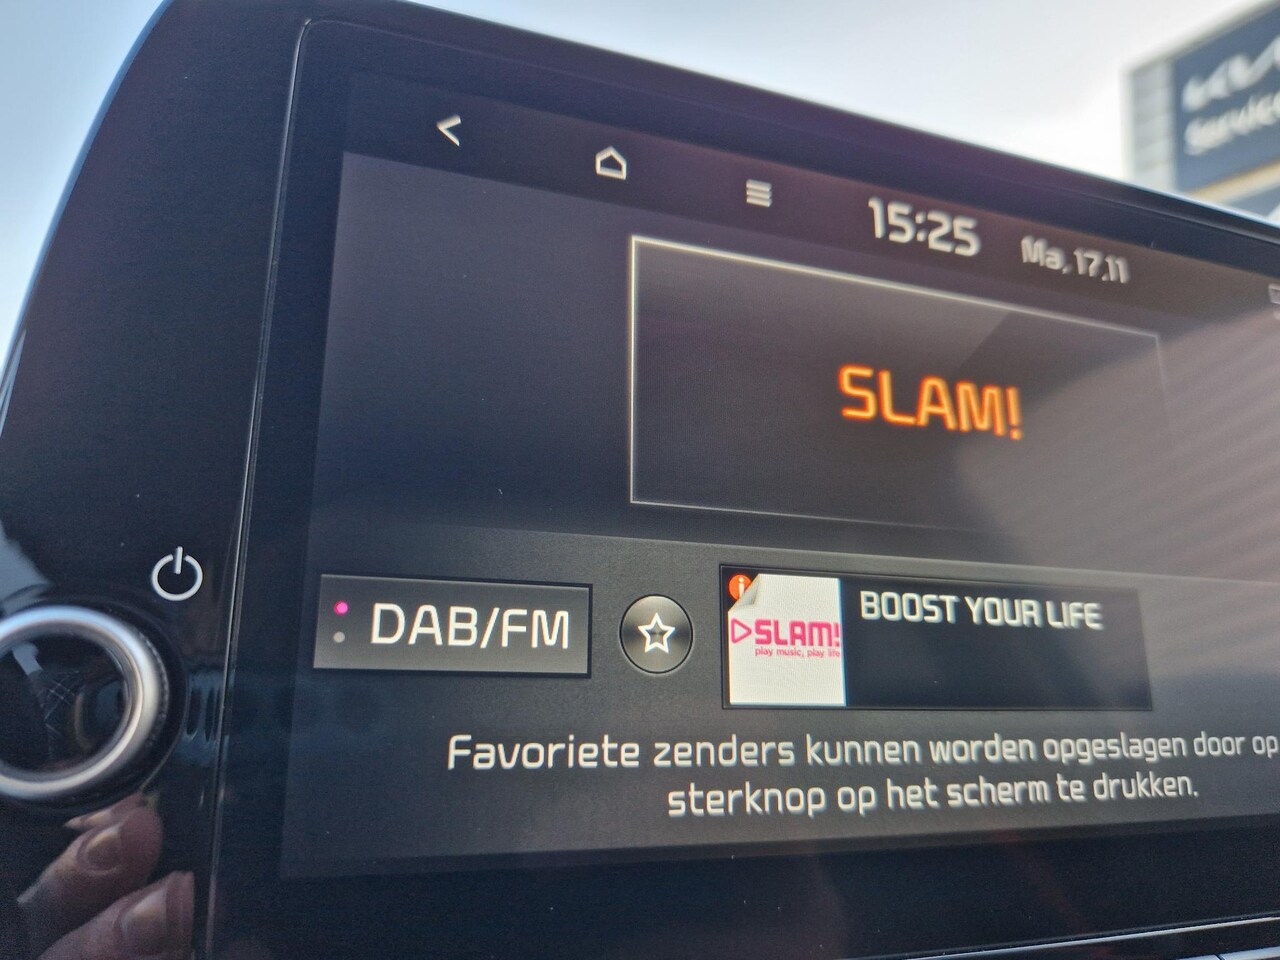 Service
15:25 Ma, 17.11
SLAM!
DAB/FM
SLAM!
play music, play life
BOOST YOUR LIFE
Favoriete zenders kunnen worden opgeslagen door op
sterknop op het scherm te drukken.